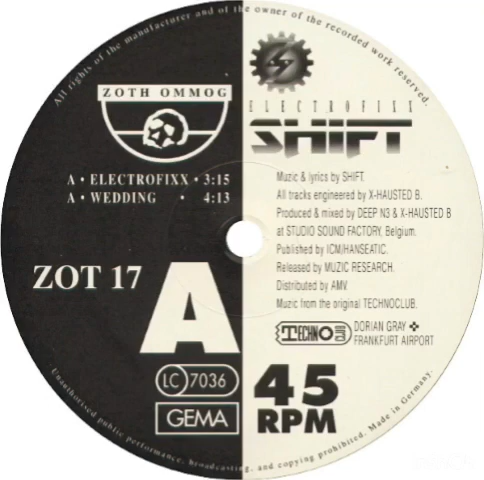 All rights of the manufacturer and of the owner of the recorded work reserved.
ZOTH OMMOG
A • ELECTROFIXX • 3:15
A • WEDDING • 4:13
ZOT 17
A
LC 7036
GEMA
ELECTROFIXX
SHIFT
Muzic & lyrics by SHIFT.
All tracks engineered by X-HAUSTED B.
Produced & mixed by DEEP N3 & X-HAUSTED B
at STUDIO SOUND FACTORY, Belgium.
Published by ICM/HANSEATIC.
Released by MUZIC RESEARCH.
Distributed by AMV.
Music from the original TECHNOCLUB.
TECHNO CLUB
DORIAN GRAY ❖
FRANKFURT AIRPORT
45
RPM
Unauthorised public performance, broadcasting, and copying prohibited. Made in Germany.